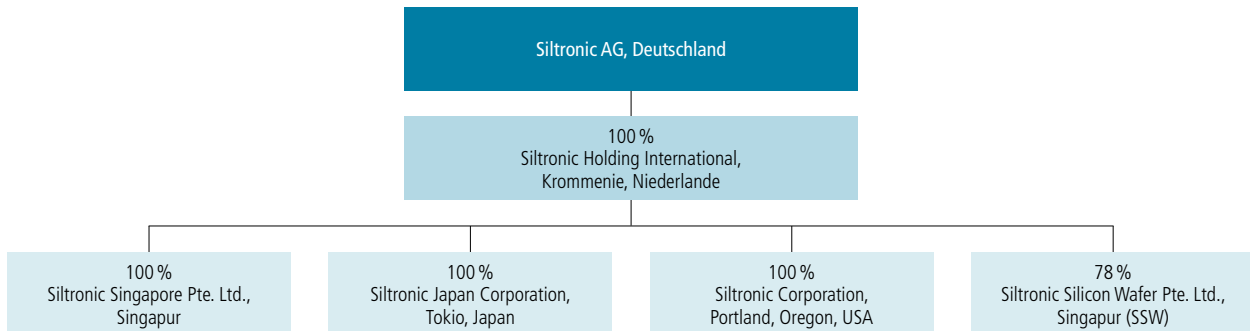 Siltronic AG, Deutschland
100 %
Siltronic Holding International,
Krommenie, Niederlande
100 %
Siltronic Singapore Pte. Ltd.,
Singapur
100 %
Siltronic Japan Corporation,
Tokio, Japan
100 %
Siltronic Corporation,
Portland, Oregon, USA
78 %
Siltronic Silicon Wafer Pte. Ltd.,
Singapur (SSW)